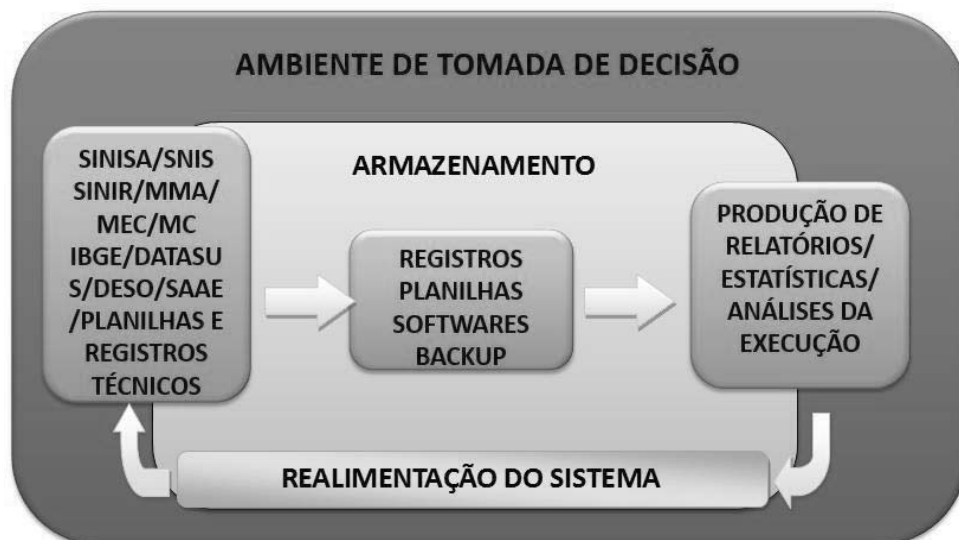 AMBIENTE DE TOMADA DE DECISÃO
SINISA/SNIS
SINIR/MMA/
MEC/MC
IBGE/DATASU
S/DESO/SAAE
/PLANILHAS E
REGISTROS
TÉCNICOS
ARMAZENAMENTO
REGISTROS
PLANILHAS
SOFTWARES
BACKUP
PRODUÇÃO DE
RELATÓRIOS/
ESTATÍSTICAS/
ANÁLISES DA
EXECUÇÃO
REALIMENTAÇÃO DO SISTEMA